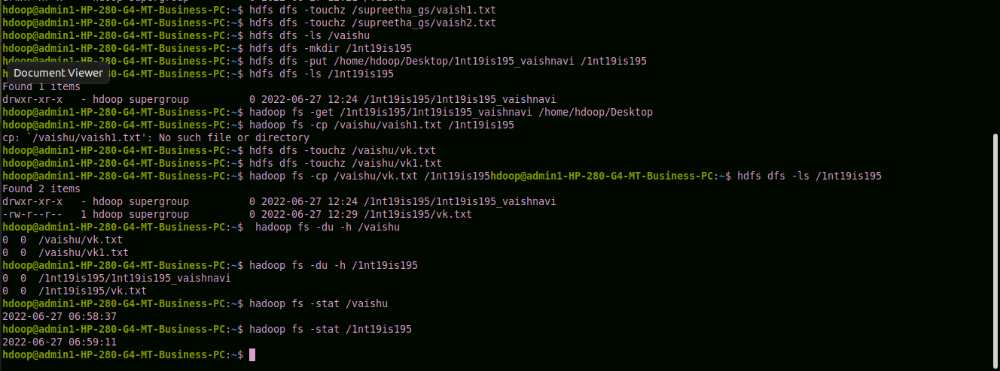 hdoop@admin1-HP-280-G4-MT-Business-PC:~$ hdfs dfs -touchz /supreetha_gs/vaish1.txt
hdoop@admin1-HP-280-G4-MT-Business-PC:~$ hdfs dfs -touchz /supreetha_gs/vaish2.txt
hdoop@admin1-HP-280-G4-MT-Business-PC:~$ hdfs dfs -ls /vaishu
hdoop@admin1-HP-280-G4-MT-Business-PC:~$ hdfs dfs -mkdir /1nt19is195
-280-G4-MT-Business-PC:~$ hdfs dfs -put /home/hdoop/Desktop/1nt19is195_vaishnavi /1nt19is195
Document Viewer
-280-G4-MT-Business-PC:~$ hdfs dfs -ls /1nt19is195
Found 1 items
drwxr-xr-x   - hdoop supergroup          0 2022-06-27 12:24 /1nt19is195/1nt19is195_vaishnavi
hdoop@admin1-HP-280-G4-MT-Business-PC:~$ hadoop fs -get /1nt19is195/1nt19is195_vaishnavi /home/hdoop/Desktop
hdoop@admin1-HP-280-G4-MT-Business-PC:~$ hadoop fs -cp /vaishu/vaish1.txt /1nt19is195
cp: `/vaishu/vaish1.txt': No such file or directory
hdoop@admin1-HP-280-G4-MT-Business-PC:~$ hdfs dfs -touchz /vaishu/vk.txt
hdoop@admin1-HP-280-G4-MT-Business-PC:~$ hdfs dfs -touchz /vaishu/vk1.txt
hdoop@admin1-HP-280-G4-MT-Business-PC:~$ hadoop fs -cp /vaishu/vk.txt /1nt19is195hdoop@admin1-HP-280-G4-MT-Business-PC:~$ hdfs dfs -ls /1nt19is195
Found 2 items
drwxr-xr-x   - hdoop supergroup          0 2022-06-27 12:24 /1nt19is195/1nt19is195_vaishnavi
-rw-r--r--   1 hdoop supergroup          0 2022-06-27 12:29 /1nt19is195/vk.txt
hdoop@admin1-HP-280-G4-MT-Business-PC:~$  hadoop fs -du -h /vaishu
0  0  /vaishu/vk.txt
0  0  /vaishu/vk1.txt
hdoop@admin1-HP-280-G4-MT-Business-PC:~$ hadoop fs -du -h /1nt19is195
0  0  /1nt19is195/1nt19is195_vaishnavi
0  0  /1nt19is195/vk.txt
hdoop@admin1-HP-280-G4-MT-Business-PC:~$ hadoop fs -stat /vaishu
2022-06-27 06:58:37
hdoop@admin1-HP-280-G4-MT-Business-PC:~$ hadoop fs -stat /1nt19is195
2022-06-27 06:59:11
hdoop@admin1-HP-280-G4-MT-Business-PC:~$